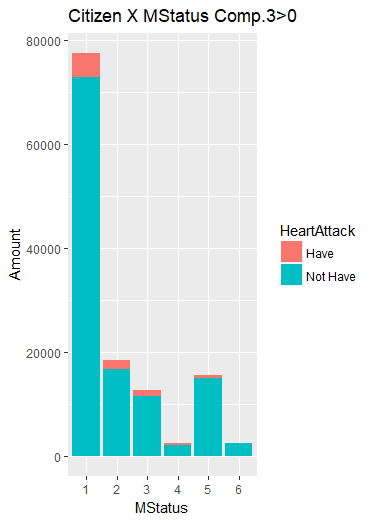 Citizen X MStatus Comp.3>0
80000
60000
40000
20000
0
Amount
1 2 3 4 5 6
MStatus
HeartAttack
Have
Not Have